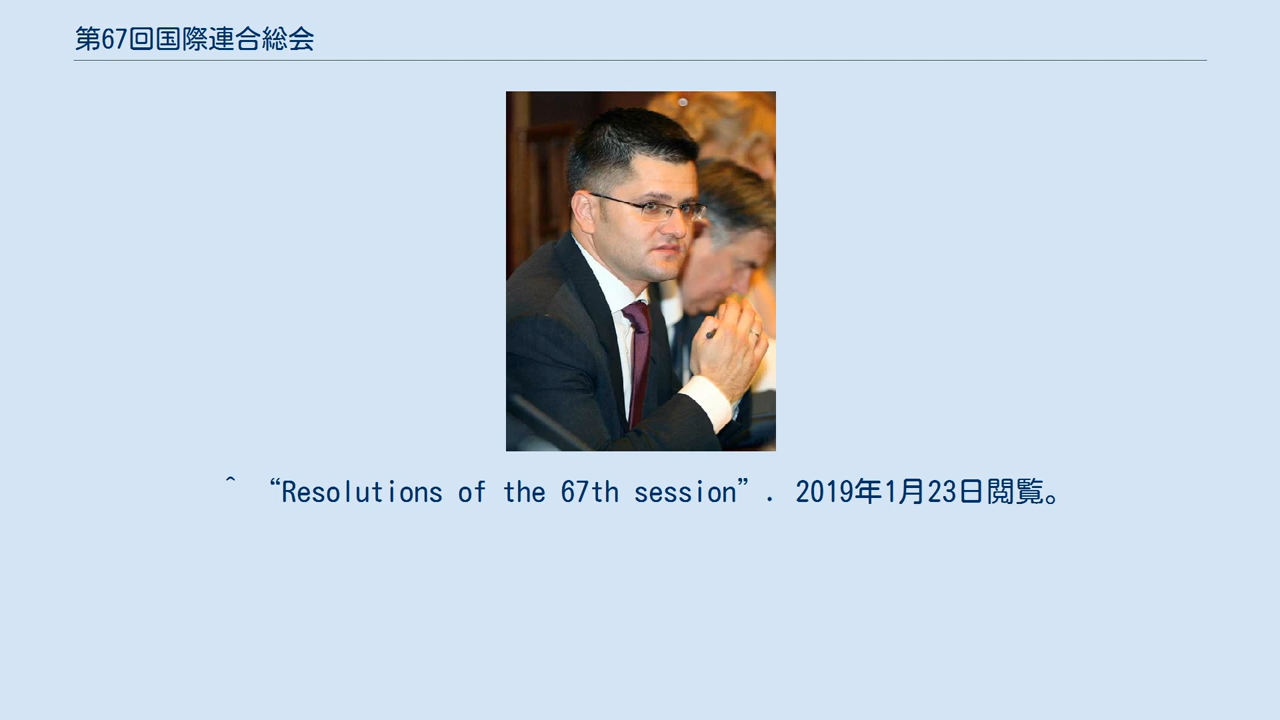 第67回国際連合総会
^ “Resolutions of the 67th session”. 2019年1月23日閲覧。